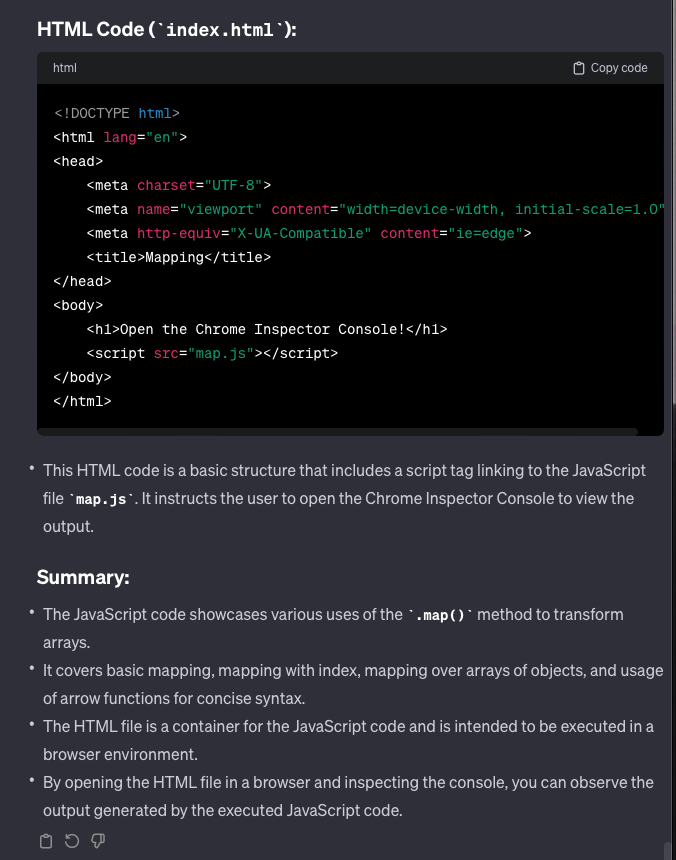 HTML Code (`index.html`):
html
Copy code
<!DOCTYPE html>
<html lang="en">
<head>
    <meta charset="UTF-8">
    <meta name="viewport" content="width=device-width, initial-scale=1.0"
    <meta http-equiv="X-UA-Compatible" content="ie=edge">
    <title>Mapping</title>
</head>
<body>
    <h1>Open the Chrome Inspector Console!</h1>
    <script src="map.js"></script>
</body>
</html>
• This HTML code is a basic structure that includes a script tag linking to the JavaScript
file `map.js`. It instructs the user to open the Chrome Inspector Console to view the
output.
Summary:
• The JavaScript code showcases various uses of the `.map()` method to transform
arrays.
• It covers basic mapping, mapping with index, mapping over arrays of objects, and usage
of arrow functions for concise syntax.
• The HTML file is a container for the JavaScript code and is intended to be executed in a
browser environment.
• By opening the HTML file in a browser and inspecting the console, you can observe the
output generated by the executed JavaScript code.